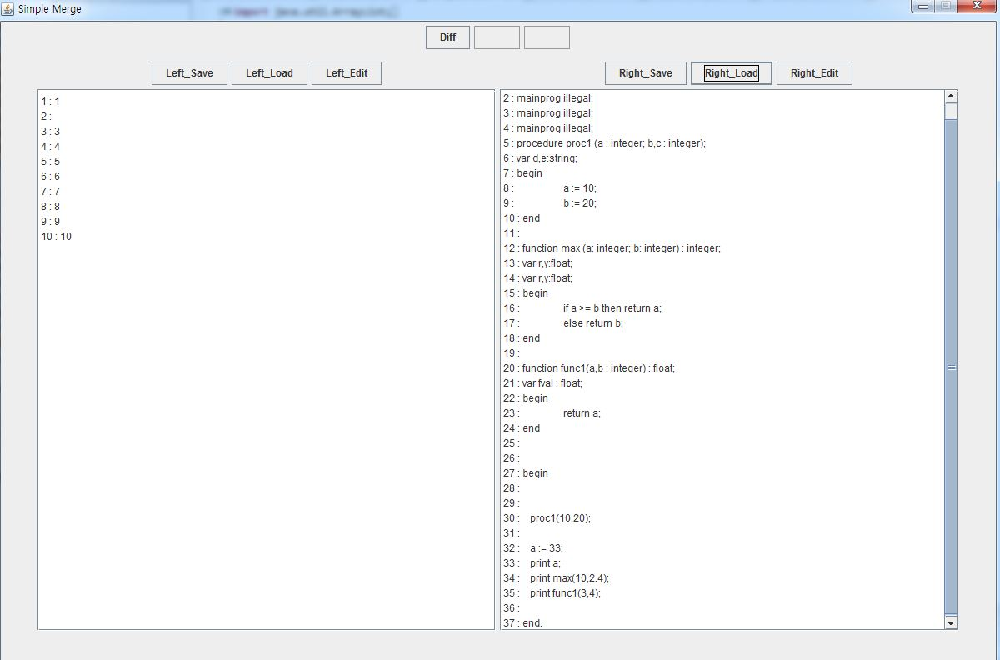 Simple Merge
Diff
Left_Save Left_Load Left_Edit
Right_Save Right_Load Right_Edit
1 : 1
2 :
3 : 3
4 : 4
5 : 5
6 : 6
7 : 7
8 : 8
9 : 9
10 : 10
2 : mainprog illegal;
3 : mainprog illegal;
4 : mainprog illegal;
5 : procedure proc1 (a : integer; b,c : integer);
6 : var d,e:string;
7 : begin
8 : a := 10;
9 : b := 20;
10 : end
11 :
12 : function max (a: integer; b: integer) : integer;
13 : var r,y:float;
14 : var r,y:float;
15 : begin
16 : if a >= b then return a;
17 : else return b;
18 : end
19 :
20 : function func1(a,b : integer) : float;
21 : var fval : float;
22 : begin
23 : return a;
24 : end
25 :
26 :
27 : begin
28 :
29 :
30 : proc1(10,20);
31 :
32 : a := 33;
33 : print a;
34 : print max(10,2.4);
35 : print func1(3,4);
36 :
37 : end.